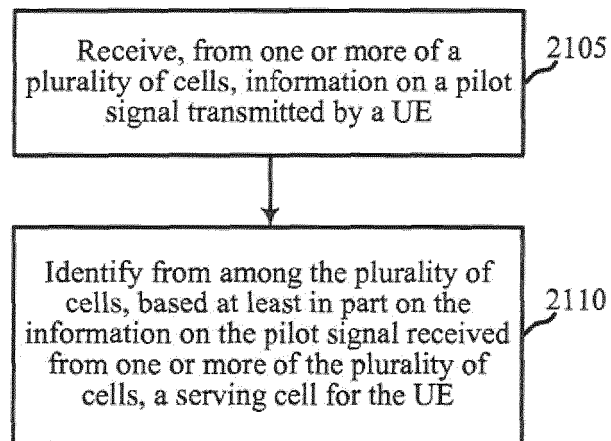 Receive, from one or more of a
plurality of cells, information on a pilot
signal transmitted by a UE
2105
Identify from among the plurality of
cells, based at least in part on the
information on the pilot signal received
from one or more of the plurality of
cells, a serving cell for the UE
2110